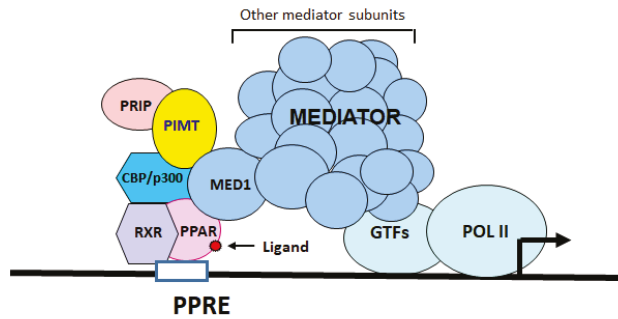 Other mediator subunits
PRIP
PIMT
MEDIATOR
CBP/p300
MED1
RXR
PPAR
Ligand
GTFs
POL II
PPRE